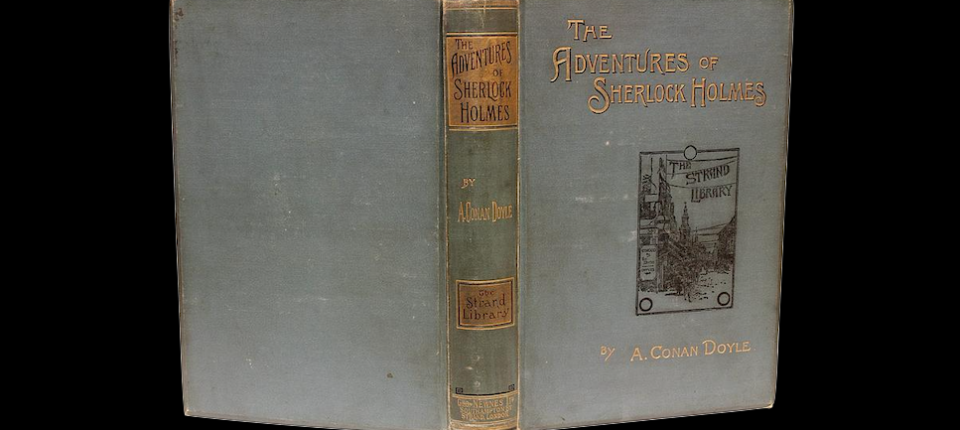 THE
ADVENTURES
OF
SHERLOCK
HOLMES
BY
A. CONAN DOYLE
The
Strand
Library
THE
ADVENTURES OF
SHERLOCK HOLMES
THE
STRAND
LIBRARY
BY A. CONAN DOYLE